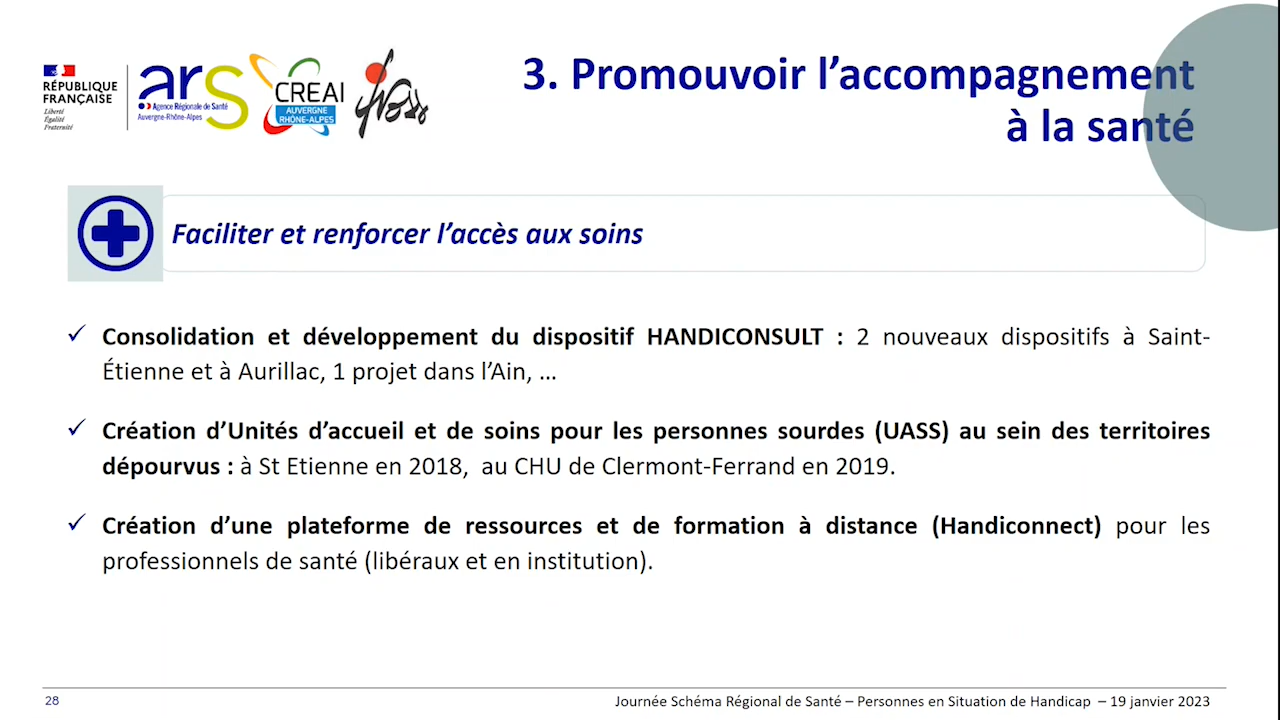 RÉPUBLIQUE
FRANÇAISE
Liberté
Égalité
Fraternité
ars
Agence Régionale de Santé
Auvergne-Rhône-Alpes
CREAI
AUVERGNE
RHÔNE-ALPES
3. Promouvoir l’accompagnement
à la santé
Faciliter et renforcer l’accès aux soins
✓ Consolidation et développement du dispositif HANDICONSULT : 2 nouveaux dispositifs à Saint-
Étienne et à Aurillac, 1 projet dans l’Ain, ...
✓ Création d’Unités d’accueil et de soins pour les personnes sourdes (UASS) au sein des territoires
dépourvus : à St Etienne en 2018, au CHU de Clermont-Ferrand en 2019.
✓ Création d’une plateforme de ressources et de formation à distance (Handiconnect) pour les
professionnels de santé (libéraux et en institution).
28
Journée Schéma Régional de Santé – Personnes en Situation de Handicap – 19 janvier 2023